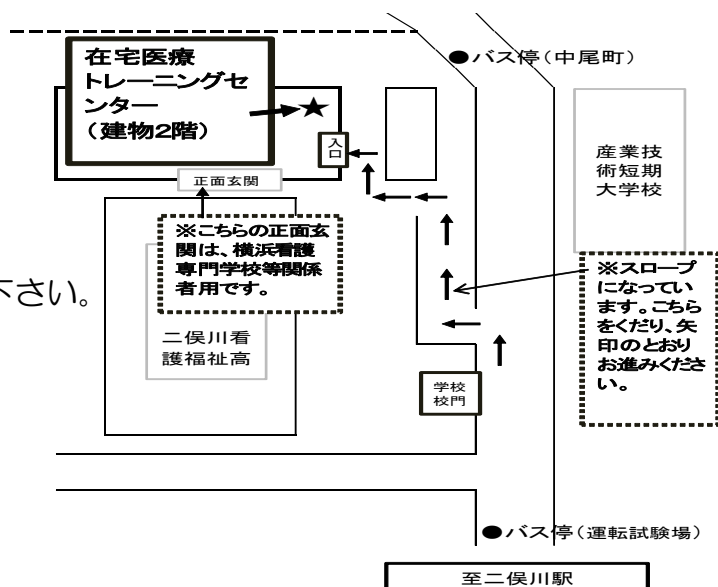 在宅医療
トレーニングセ
ンター
（建物2階）
●バス停（中尾町）
入
口
正面玄関
産業技
術短期
大学校
※こちらの正面玄
関は、横浜看護
専門学校等関係
者用です。
※スロープ
になってい
ます。こちら
をくだり、矢
印のとおり
お進みくださ
い。
下さい。
二俣川看
護福祉高
学校
校門
●バス停（運転試験場）
至二俣川駅